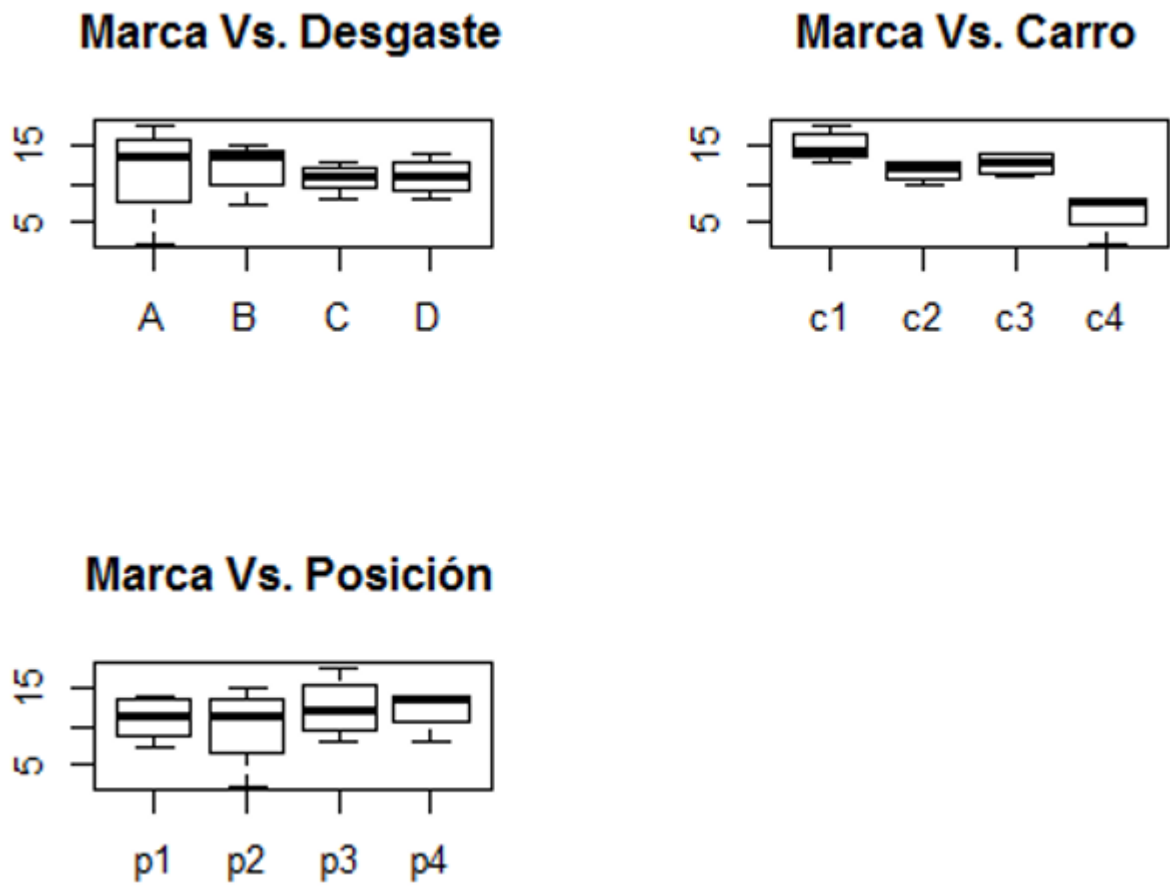 Marca Vs. Desgaste
15
5
A B C D
Marca Vs. Carro
15
5
c1 c2 c3 c4
Marca Vs. Posición
15
5
p1 p2 p3 p4